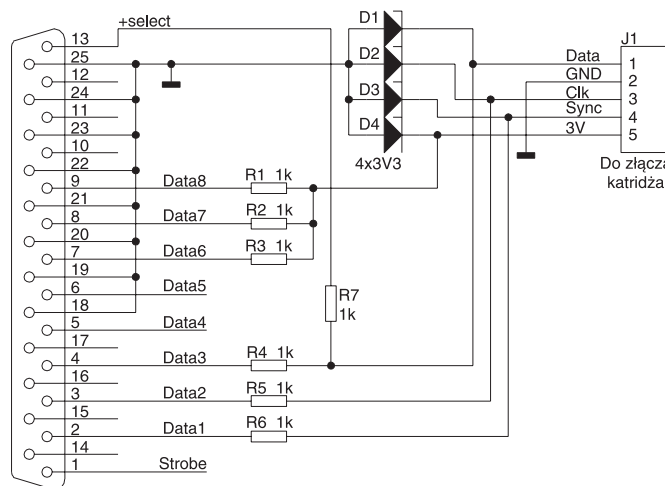 +select
13
25
12
24
11
23
10
22
9 Data8 R1 1k
21
8 Data7 R2 1k
20
7 Data6 R3 1k
19
6 Data5
18
5 Data4
17
4 Data3 R4 1k
16
3 Data2 R5 1k
15
2 Data1 R6 1k
14
1 Strobe
R7
1k
D1
D2
D3
D4
4x3V3
J1
Data 1
GND 2
Clk 3
Sync 4
3V 5
Do złącza
katridża